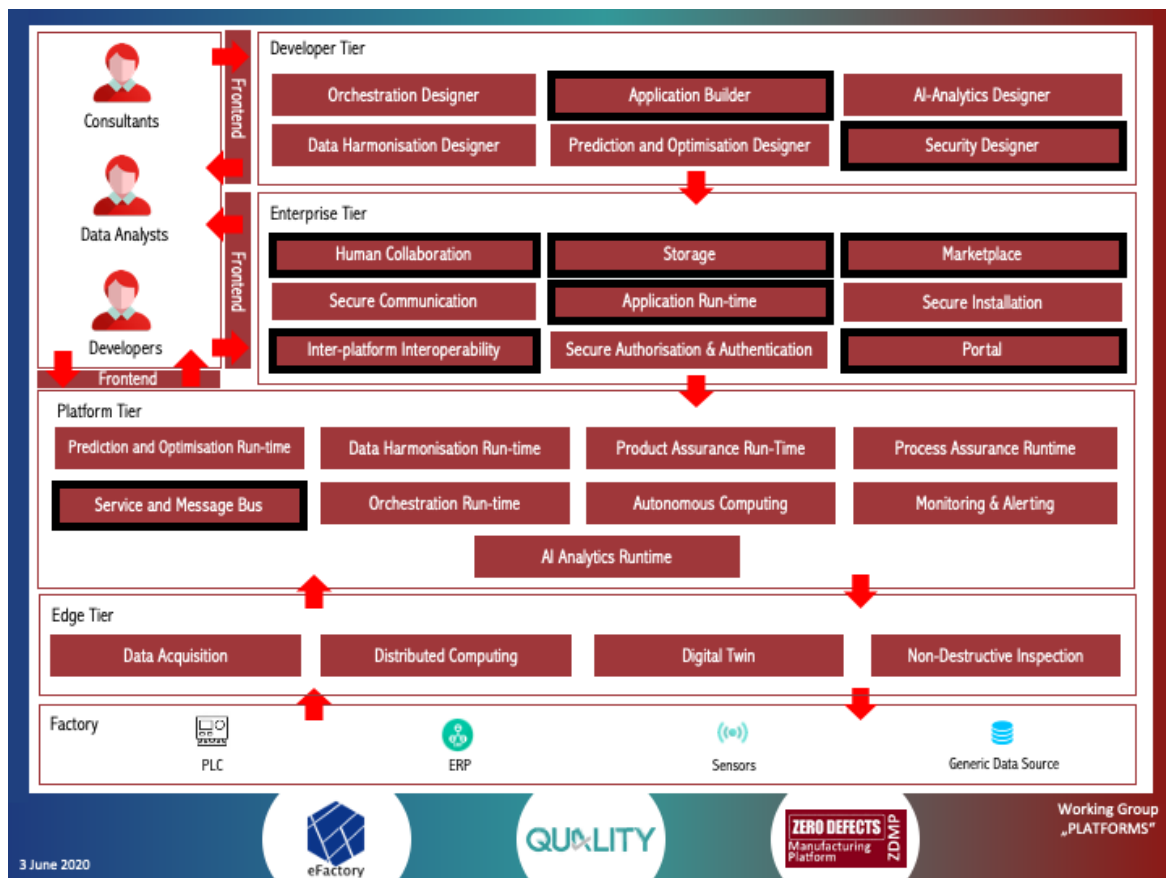 Consultants
Data Analysts
Developers
Frontend
Frontend
Frontend
Developer Tier
Orchestration Designer
Application Builder
AI-Analytics Designer
Data Harmonisation Designer
Prediction and Optimisation Designer
Security Designer
Enterprise Tier
Human Collaboration
Storage
Marketplace
Secure Communication
Application Run-time
Secure Installation
Inter-platform Interoperability
Secure Authorisation & Authentication
Portal
Platform Tier
Prediction and Optimisation Run-time
Data Harmonisation Run-time
Product Assurance Run-Time
Process Assurance Runtime
Service and Message Bus
Orchestration Run-time
Autonomous Computing
Monitoring & Alerting
AI Analytics Runtime
Edge Tier
Data Acquisition
Distributed Computing
Digital Twin
Non-Destructive Inspection
Factory
PLC
ERP
Sensors
Generic Data Source
3 June 2020
eFactory
QU∆LITY
ZERO DEFECTS
Manufacturing
Platform
ZDMP
Working Group
„PLATFORMS“